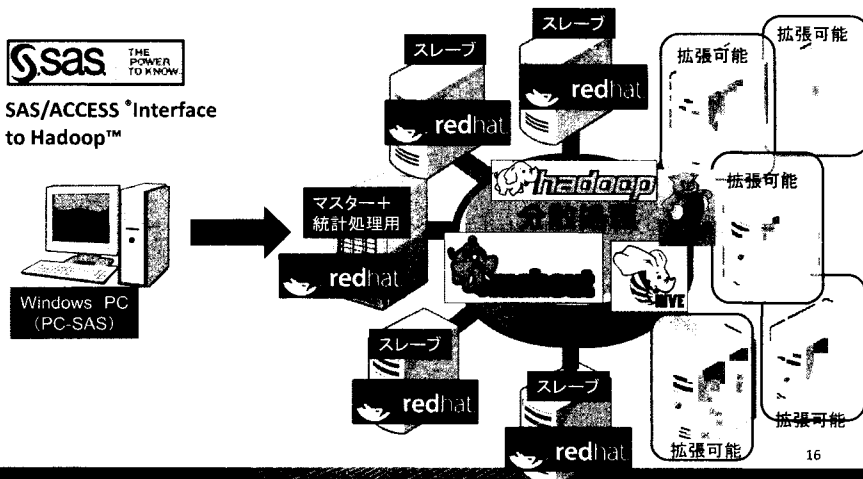 sas
THE
POWER
TO KNOW.
SAS/ACCESS ®Interface
to Hadoop™
Windows PC
(PC-SAS)
マスター+
統計処理用
redhat
スレーブ
redhat
スレーブ
redhat
スレーブ
redhat
スレーブ
redhat
hadoop
分散処理
HIVE
拡張可能
拡張可能
拡張可能
拡張可能
拡張可能
16